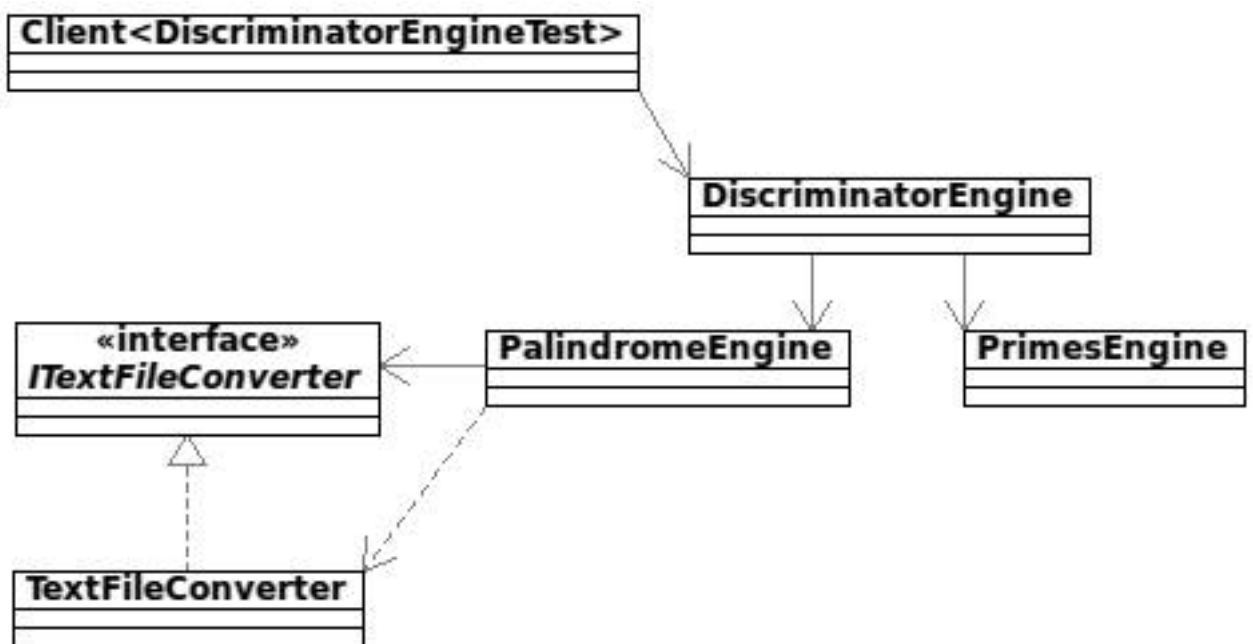 Client<DiscriminatorEngineTest>
DiscriminatorEngine
«interface»
ITextFileConverter
PalindromeEngine
PrimesEngine
TextFileConverter